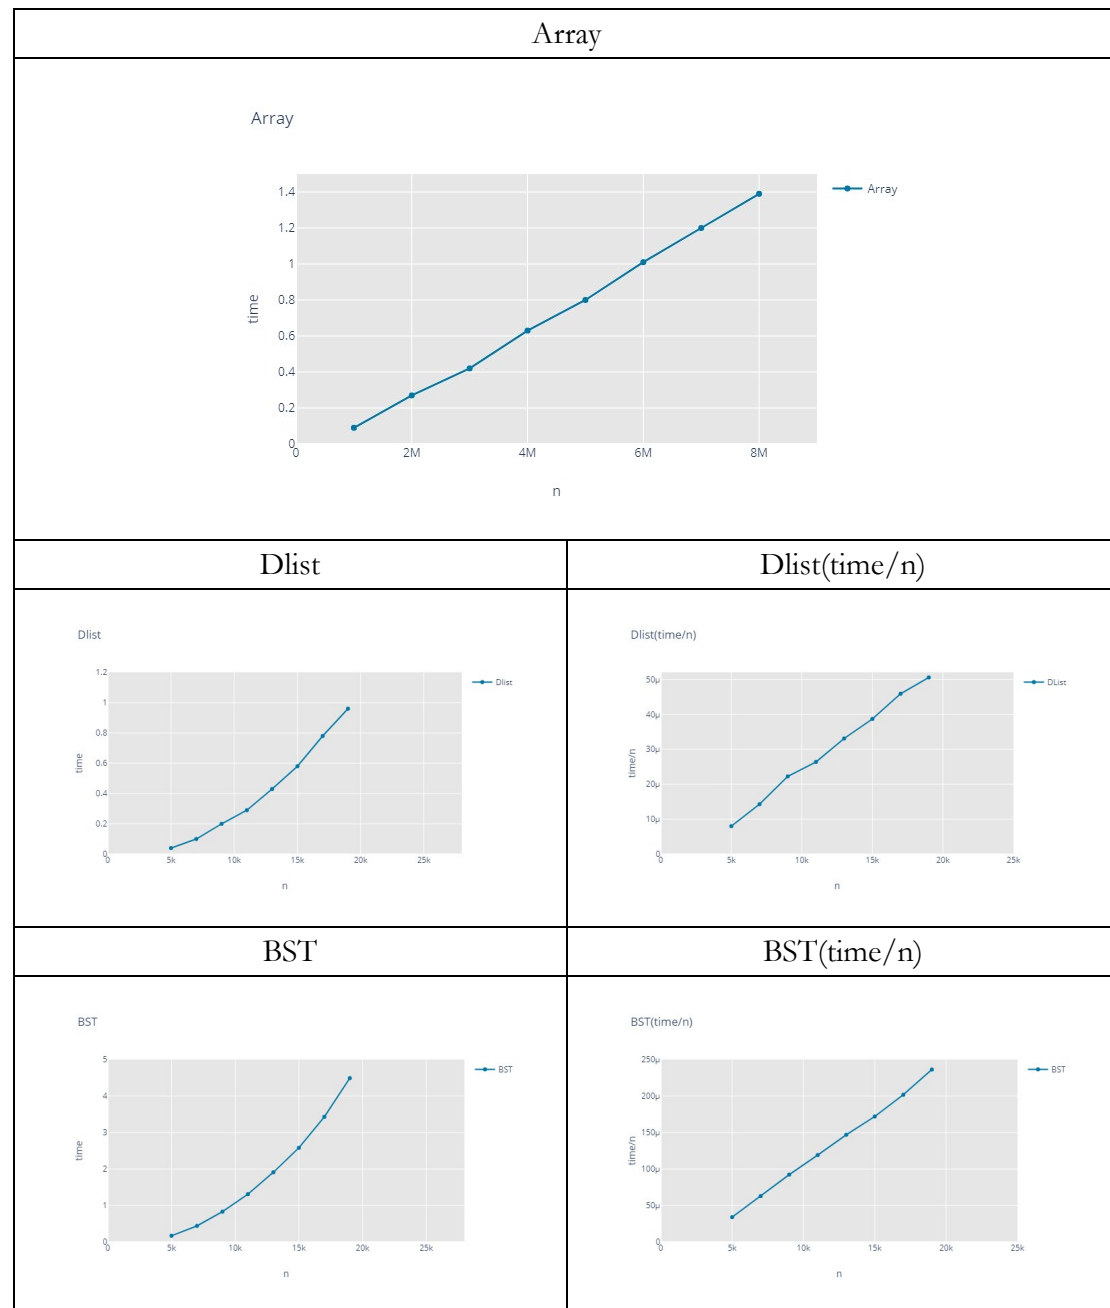 Array
Array
1.4
1.2
1
0.8
0.6
0.4
0.2
0
time
0 2M 4M 6M 8M
n
Array
Dlist Dlist(time/n)
Dlist
1.2
1
0.8
0.6
0.4
0.2
0
time
0 5k 10k 15k 20k 25k
n
Dlist
Dlist(time/n)
50μ
40μ
30μ
20μ
10μ
0
time/n
0 5k 10k 15k 20k 25k
n
DList
BST BST(time/n)
BST
5
4
3
2
1
0
time
0 5k 10k 15k 20k 25k
n
BST
BST(time/n)
250μ
200μ
150μ
100μ
50μ
0
time/n
0 5k 10k 15k 20k 25k
n
BST